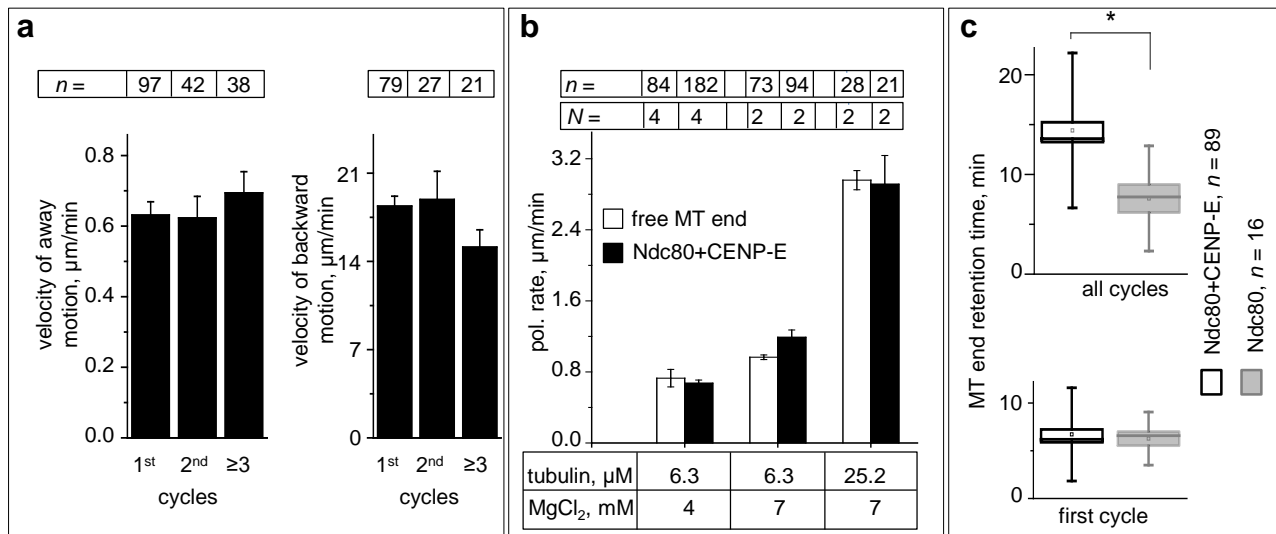 a
n = 97 42 38
79 27 21
velocity of away
motion, µm/min
0.8
0.6
0.4
0.2
0.0
1st 2nd ≥3
cycles
velocity of backward
motion, µm/min
21
14
7
0
1st 2nd ≥3
cycles
b
n = 84 182 73 94 28 21
N = 4 4 2 2 2 2
pol. rate, µm/min
3.2
2.4
1.6
0.8
0.0
free MT end
Ndc80+CENP-E
tubulin, µM 6.3 6.3 25.2
MgCl2, mM 4 7 7
c
*
MT end retention time, min
20
10
0
all cycles
10
0
first cycle
Ndc80+CENP-E, n = 89
Ndc80, n = 16